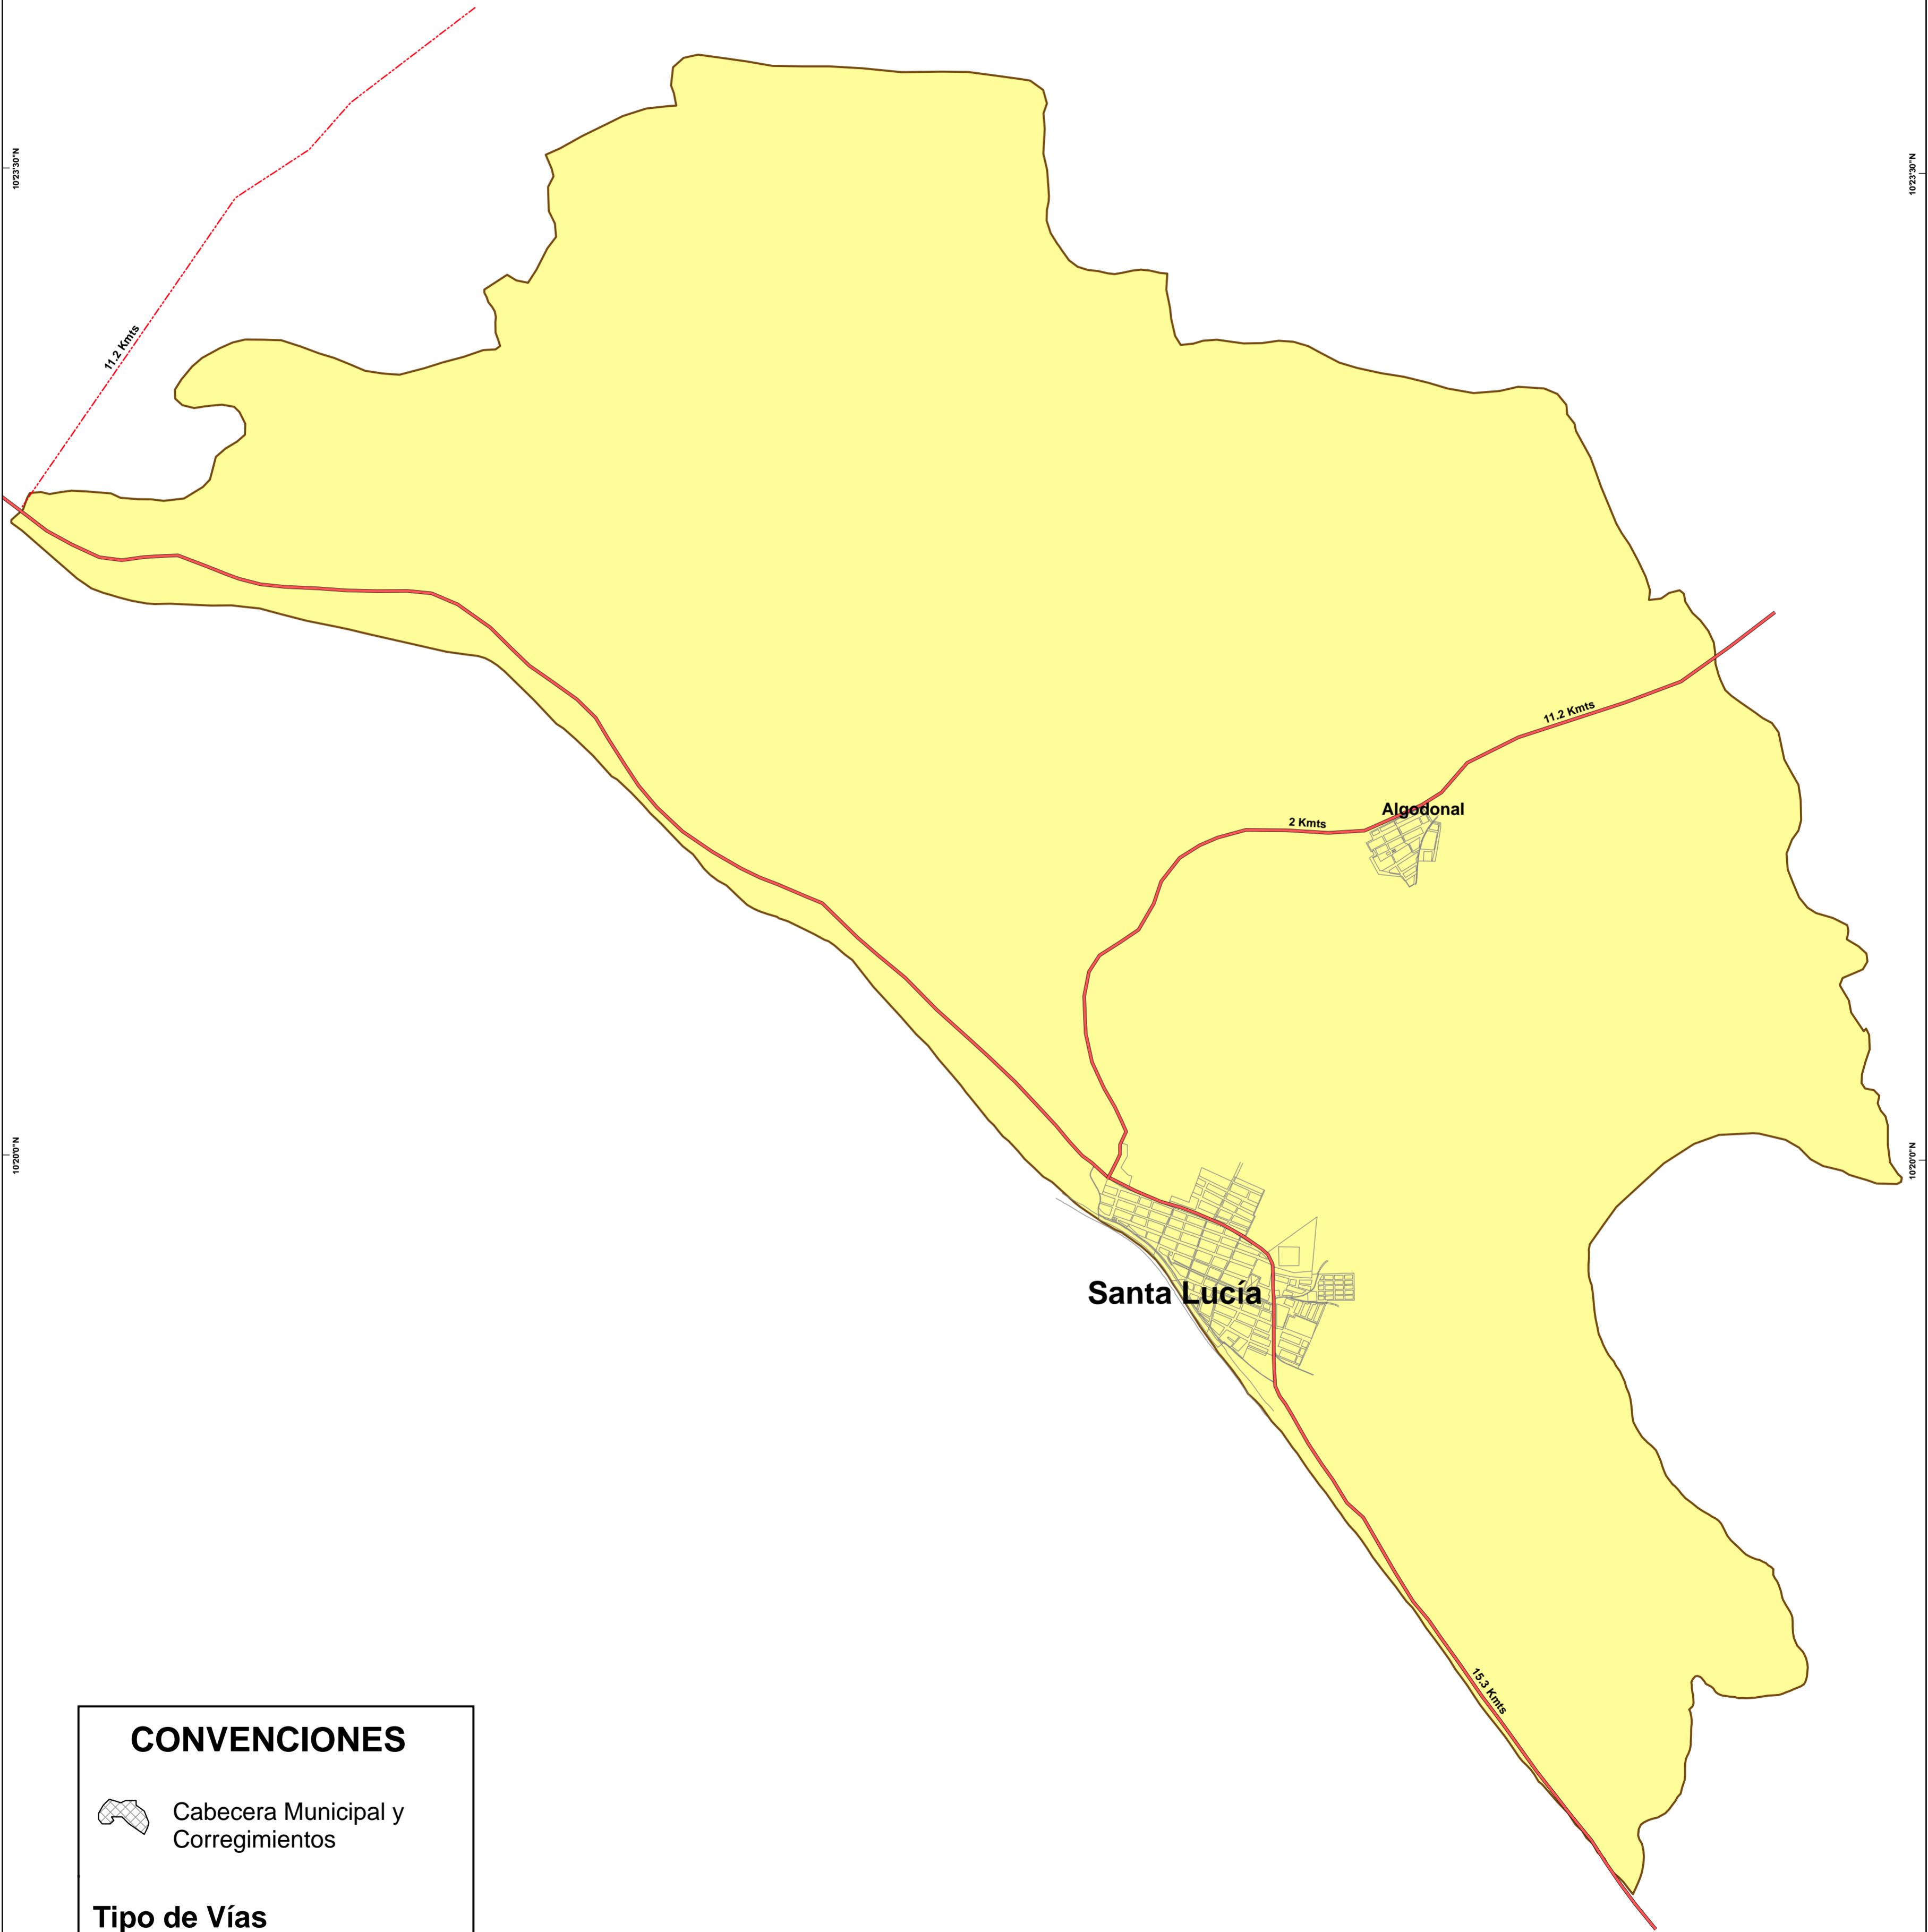 10°23'30"N
10°23'30"N
11.2 Kmts
11.2 Kmts
Algodonal
2 Kmts
10°20'0"N
10°20'0"N
Santa Lucía
15.3 Kmts
CONVENCIONES
Cabecera Municipal y
Corregimientos
Tipo de Vías